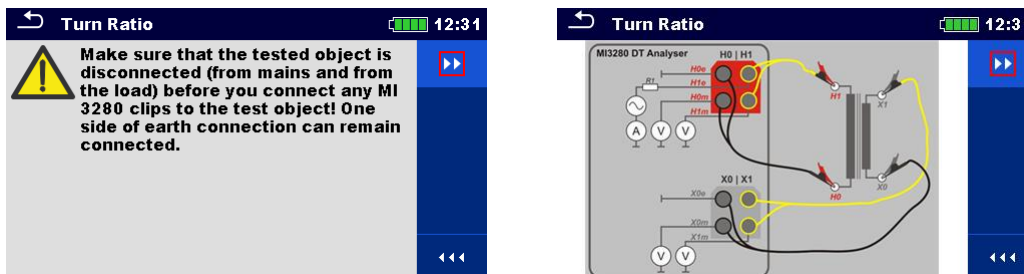 Turn Ratio
12:31
Make sure that the tested object is
disconnected (from mains and from
the load) before you connect any MI
3280 clips to the test object! One
side of earth connection can remain
connected.
Turn Ratio
12:3
MI3280 DT Analyser
H0 | H1
H0e
R1
H1e
H0m
H1m
A V V
H1
X1
H0
X0
X0 | X1
X0e
X0m
X1m
V V